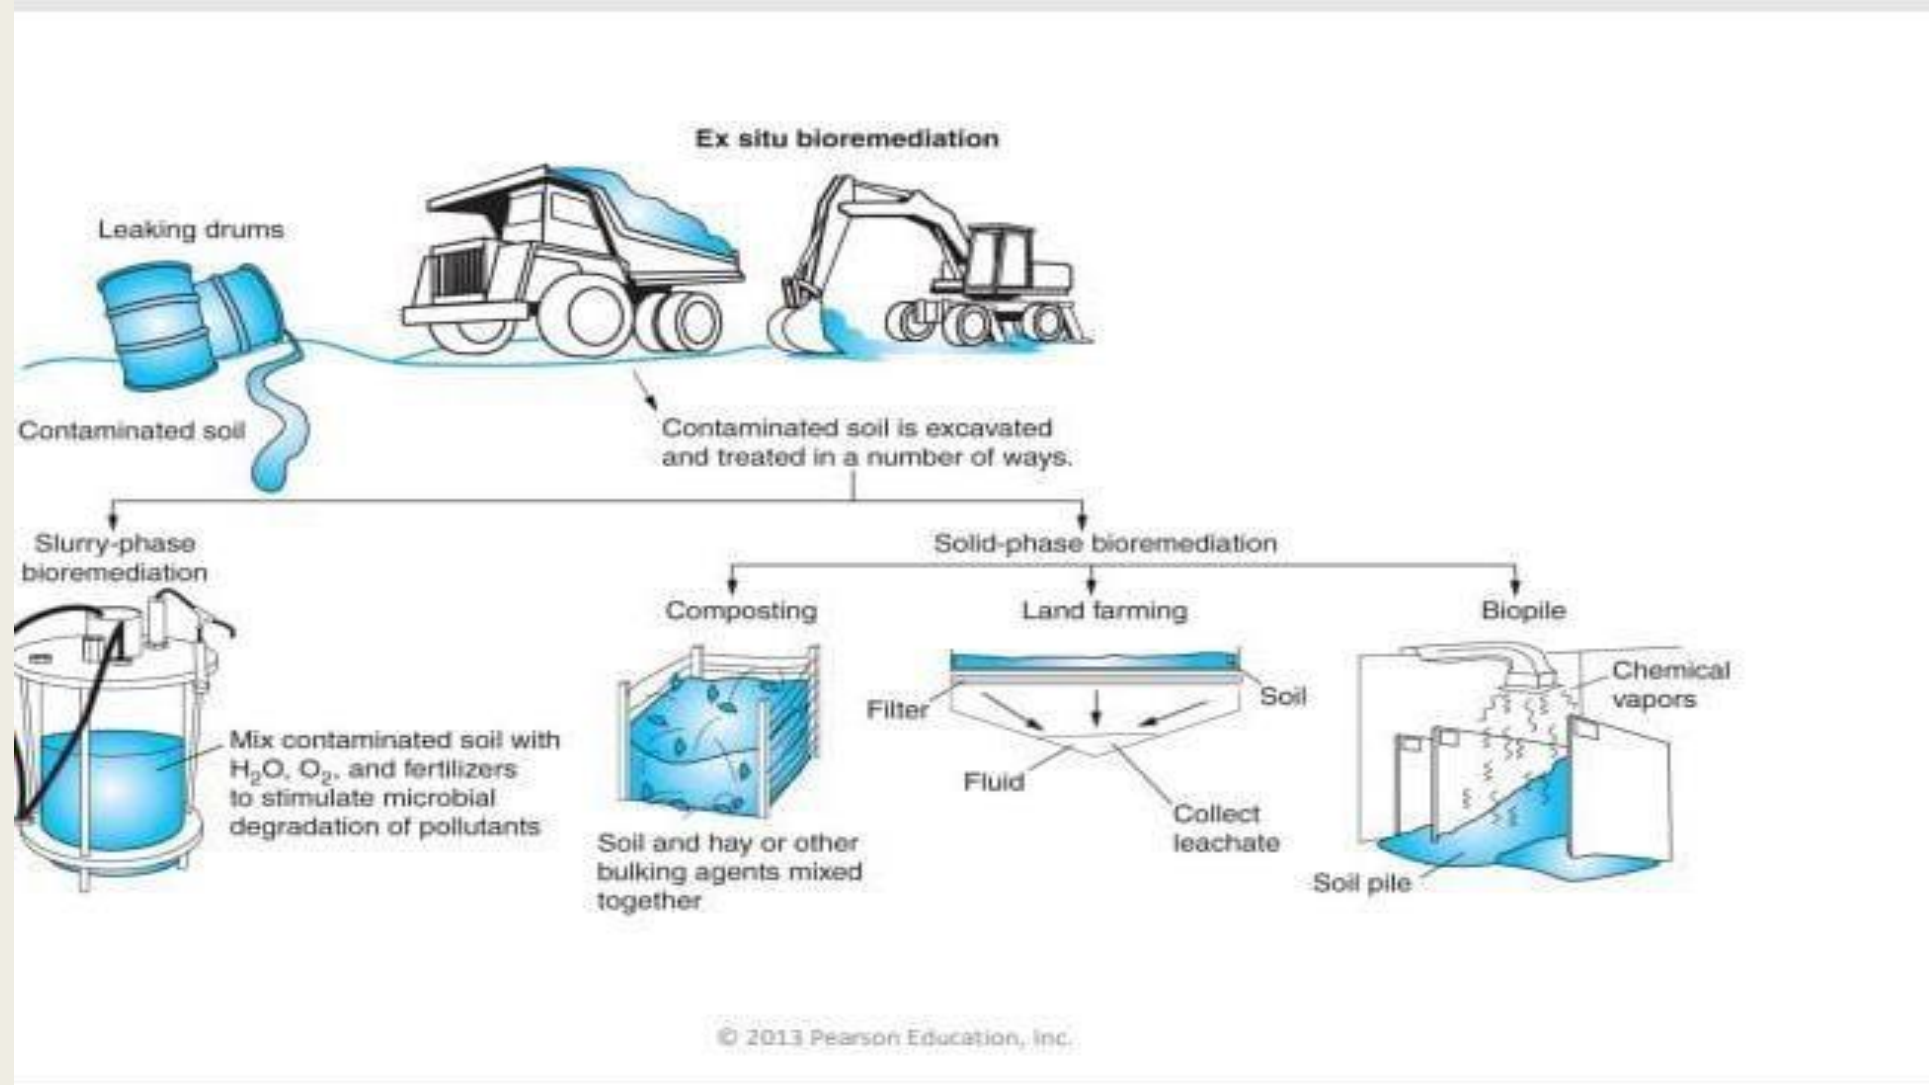 Ex situ bioremediation
Leaking drums
Contaminated soil
Contaminated soil is excavated
and treated in a number of ways.
Slurry-phase
bioremediation
Solid-phase bioremediation
Composting
Land farming
Biopile
Mix contaminated soil with
H₂O, O₂, and fertilizers
to stimulate microbial
degradation of pollutants
Soil and hay or other
bulking agents mixed
together
Filter
Soil
Fluid
Collect
leachate
Chemical
vapors
Soil pile
© 2013 Pearson Education, Inc.